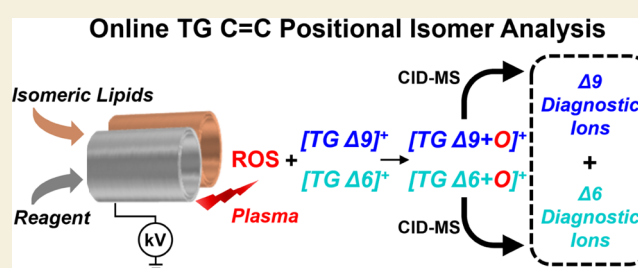 Online TG C=C Positional Isomer Analysis
Isomeric Lipids
Reagent
kV
ROS +
Plasma
[TG Δ9]⁺
[TG Δ6]⁺
[TG Δ9+O]⁺
[TG Δ6+O]⁺
CID-MS
CID-MS
Δ9
Diagnostic
Ions
+
Δ6
Diagnostic
Ions